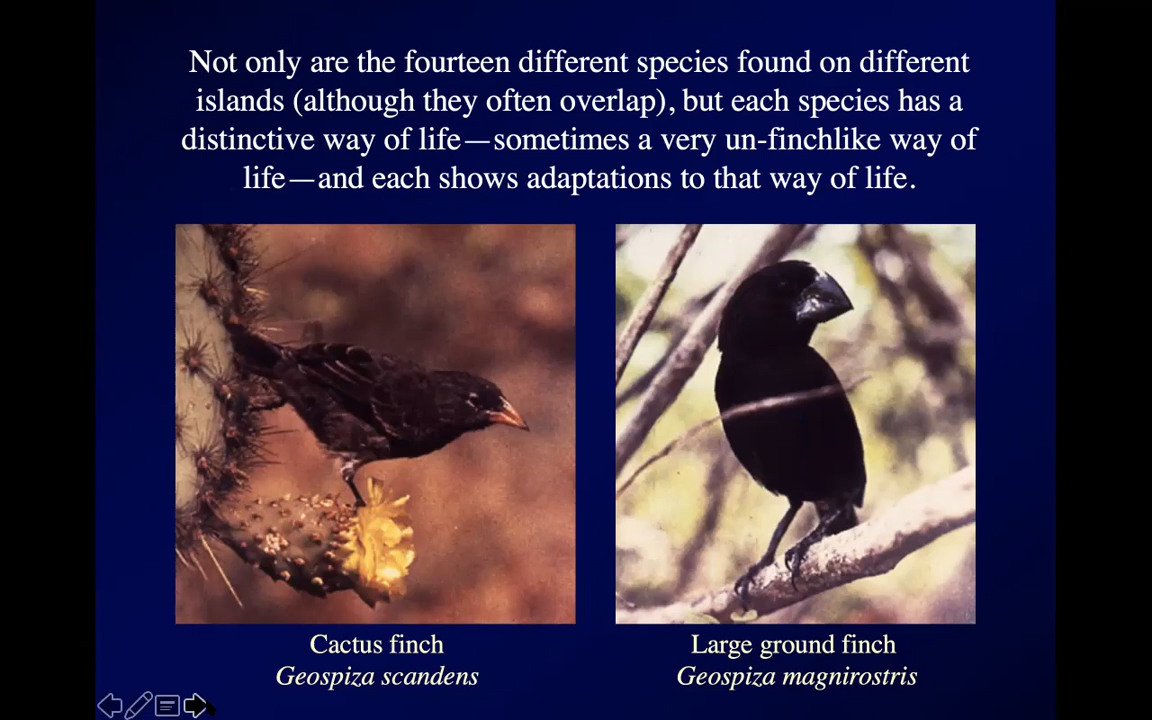 Not only are the fourteen different species found on different
islands (although they often overlap), but each species has a
distinctive way of life—sometimes a very un-finchlike way of
life—and each shows adaptations to that way of life.
Cactus finch
Geospiza scandens
Large ground finch
Geospiza magnirostris